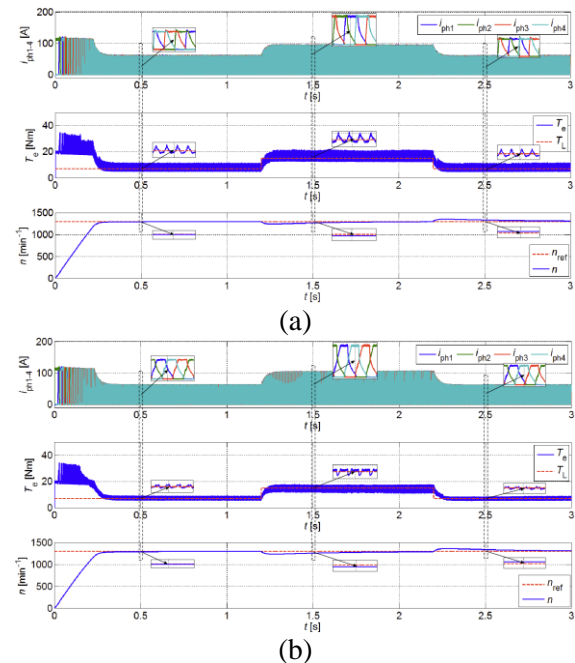 200
100
0
i_ph1-4 [A]
i_ph1 i_ph2 i_ph3 i_ph4
0 0.5 1 1.5 2 2.5 3
t [s]
40
20
0
T_e [Nm]
T_e
T_L
0 0.5 1 1.5 2 2.5 3
t [s]
1500
1000
500
0
n [min⁻¹]
n_ref
n
0 0.5 1 1.5 2 2.5 3
t [s]
(a)
200
100
0
i_ph1-4 [A]
i_ph1 i_ph2 i_ph3 i_ph4
0 0.5 1 1.5 2 2.5 3
t [s]
40
20
0
T_e [Nm]
T_e
T_L
0 0.5 1 1.5 2 2.5 3
t [s]
1500
1000
500
0
n [min⁻¹]
n_ref
n
0 0.5 1 1.5 2 2.5 3
t [s]
(b)